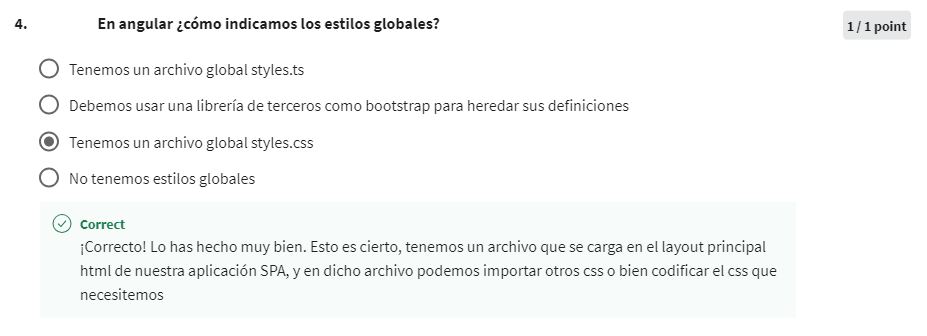 4. En angular ¿cómo indicamos los estilos globales?
1 / 1 point
Tenemos un archivo global styles.ts
Debemos usar una librería de terceros como bootstrap para heredar sus definiciones
Tenemos un archivo global styles.css
No tenemos estilos globales
Correct
¡Correcto! Lo has hecho muy bien. Esto es cierto, tenemos un archivo que se carga en el layout principal
html de nuestra aplicación SPA, y en dicho archivo podemos importar otros css o bien codificar el css que
necesitemos